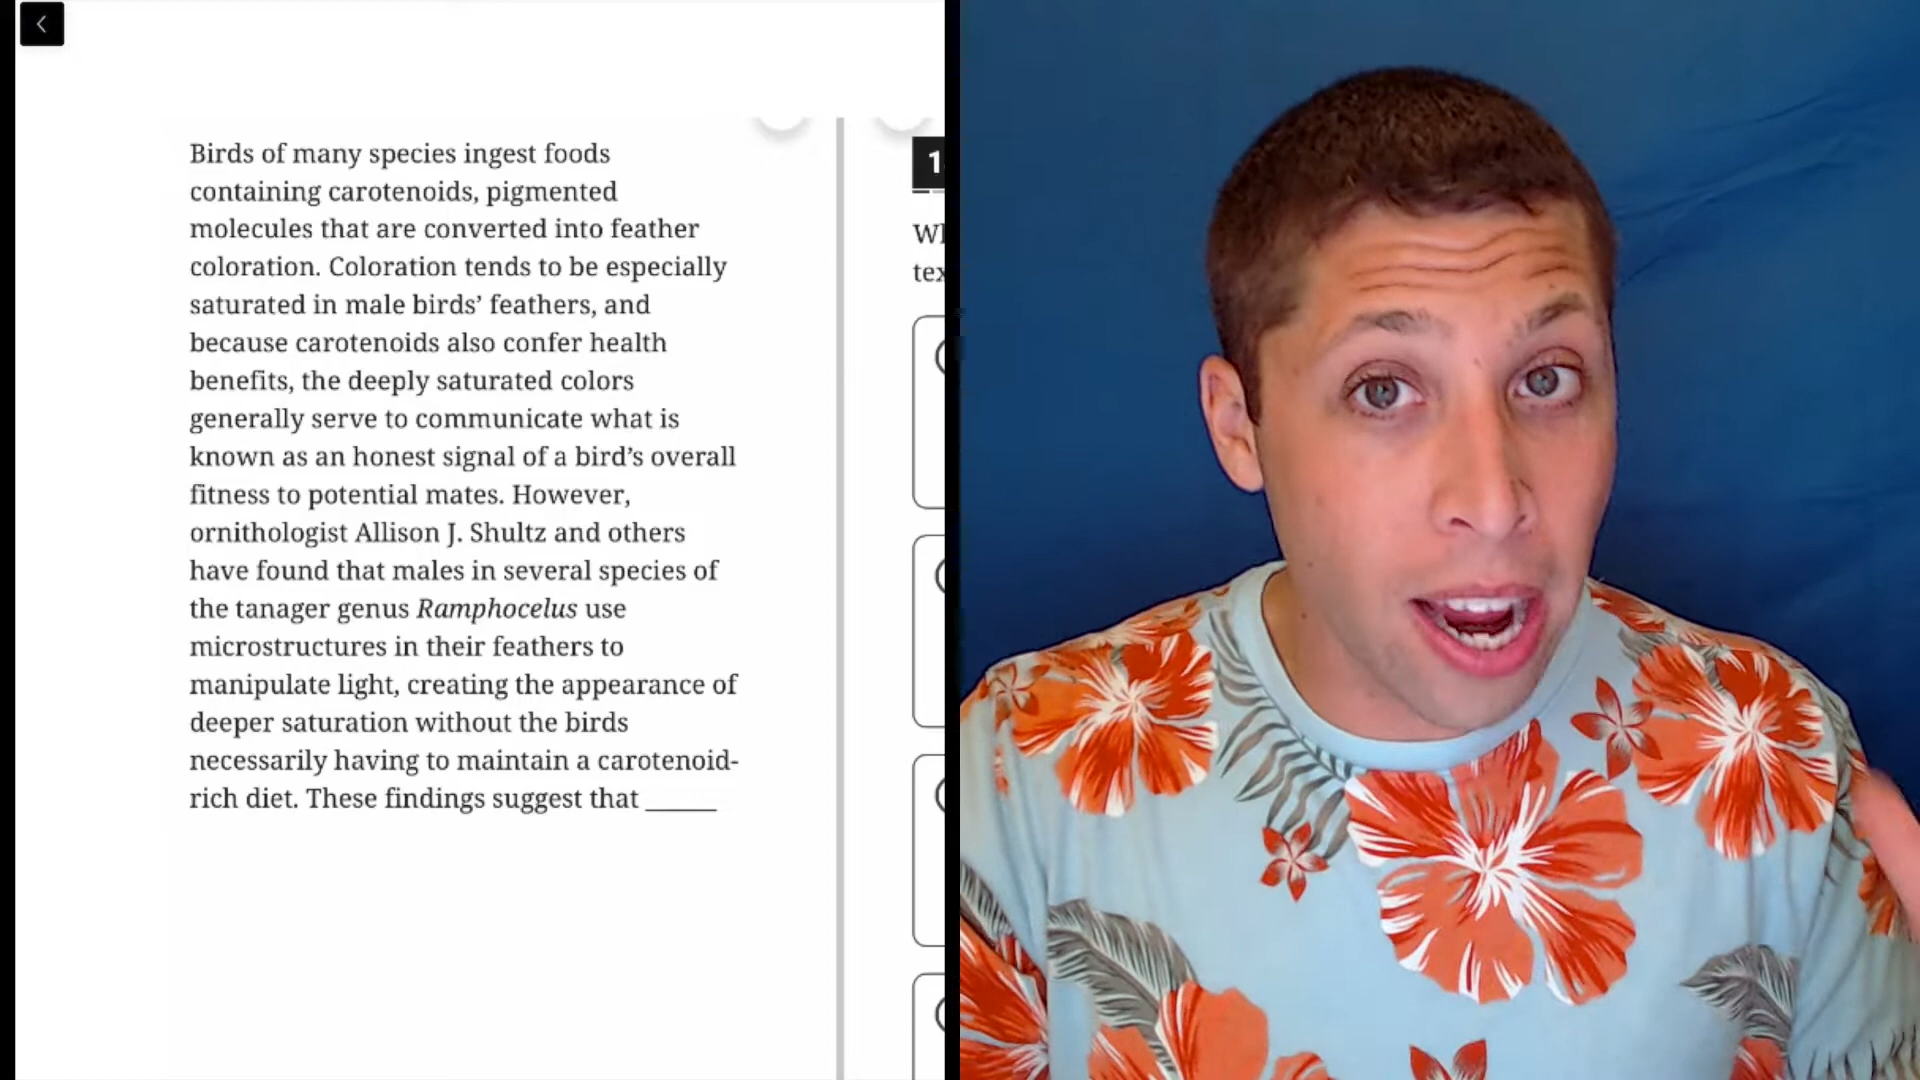 Birds of many species ingest foods
containing carotenoids, pigmented
molecules that are converted into feather
coloration. Coloration tends to be especially
saturated in male birds’ feathers, and
because carotenoids also confer health
benefits, the deeply saturated colors
generally serve to communicate what is
known as an honest signal of a bird’s overall
fitness to potential mates. However,
ornithologist Allison J. Shultz and others
have found that males in several species of
the tanager genus Ramphocelus use
microstructures in their feathers to
manipulate light, creating the appearance of
deeper saturation without the birds
necessarily having to maintain a carotenoid-
rich diet. These findings suggest that ______
1